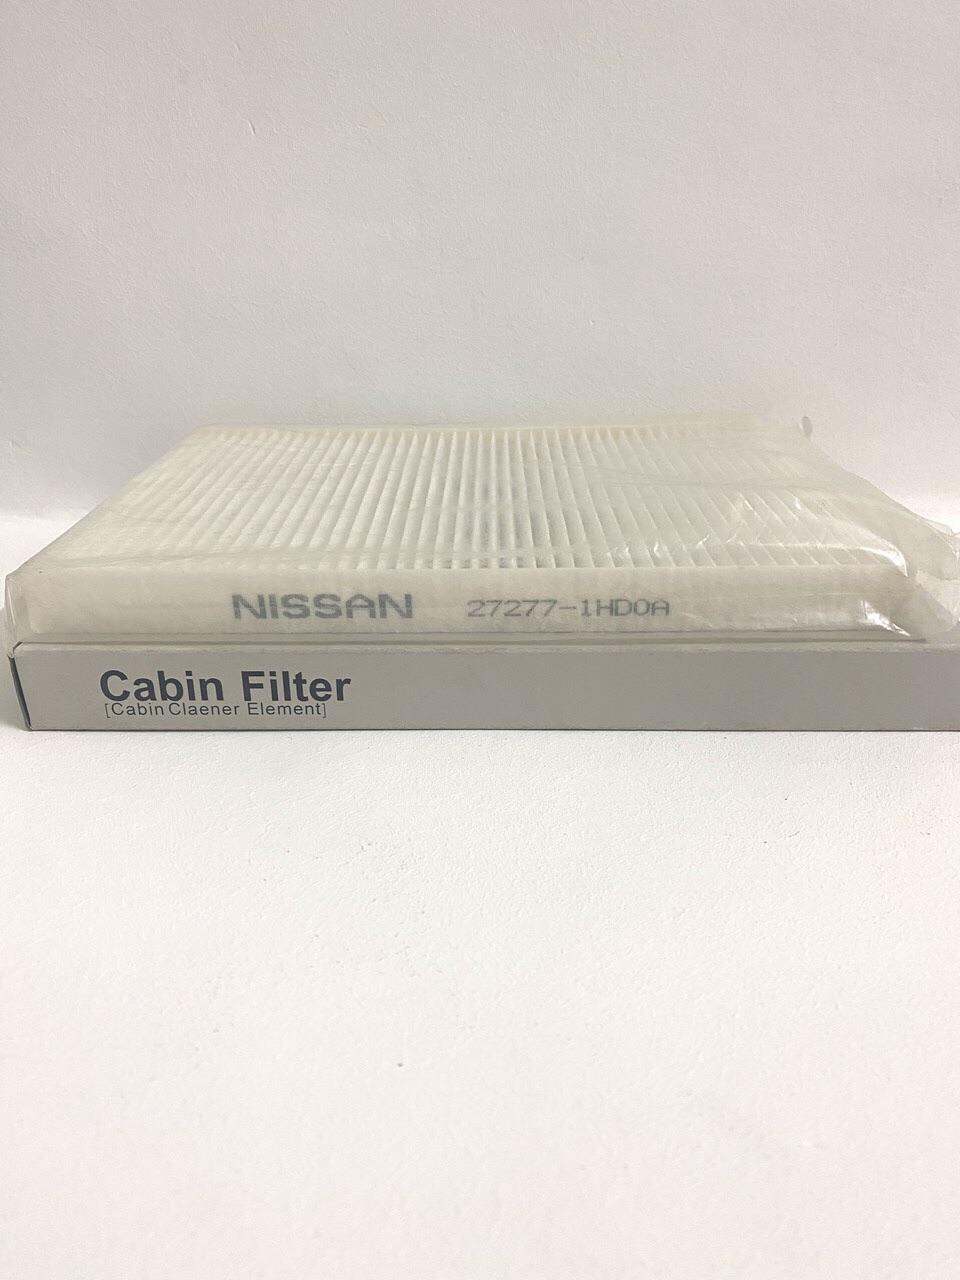 NISSAN 27277-1HD0A
Cabin Filter
[Cabin Claener Element]